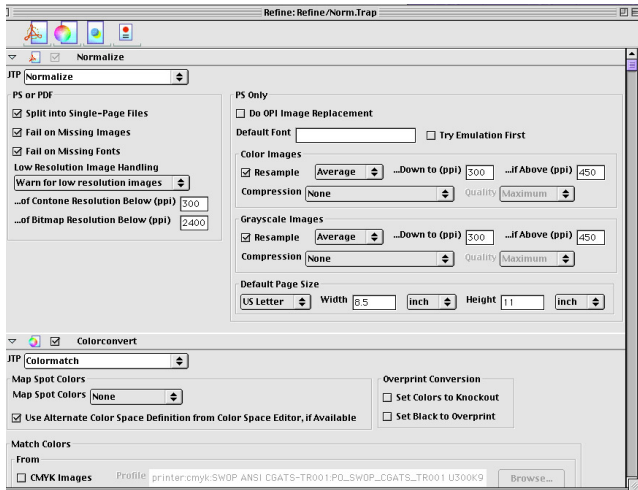 Refine: Refine/Norm.Trap
Normalize
JTP Normalize
PS or PDF
Split into Single-Page Files
Fail on Missing Images
Fail on Missing Fonts
Low Resolution Image Handling
Warn for low resolution images
...of Contone Resolution Below (ppi) 300
...of Bitmap Resolution Below (ppi) 2400
PS Only
Do OPI Image Replacement
Default Font Try Emulation First
Color Images
Resample Average ...Down to (ppi) 300 ...if Above (ppi) 450
Compression None Quality Maximum
Grayscale Images
Resample Average ...Down to (ppi) 300 ...if Above (ppi) 450
Compression None Quality Maximum
Default Page Size
US Letter Width 8.5 inch Height 11 inch
Colorconvert
JTP Colormatch
Map Spot Colors
Map Spot Colors None
Use Alternate Color Space Definition from Color Space Editor, if Available
Overprint Conversion
Set Colors to Knockout
Set Black to Overprint
Match Colors
From
CMYK Images Profile printer:cmyk:SWOP ANSI CGATS-TR001:PO_SWOP_CGATS_TR001 U300K9 Browse...